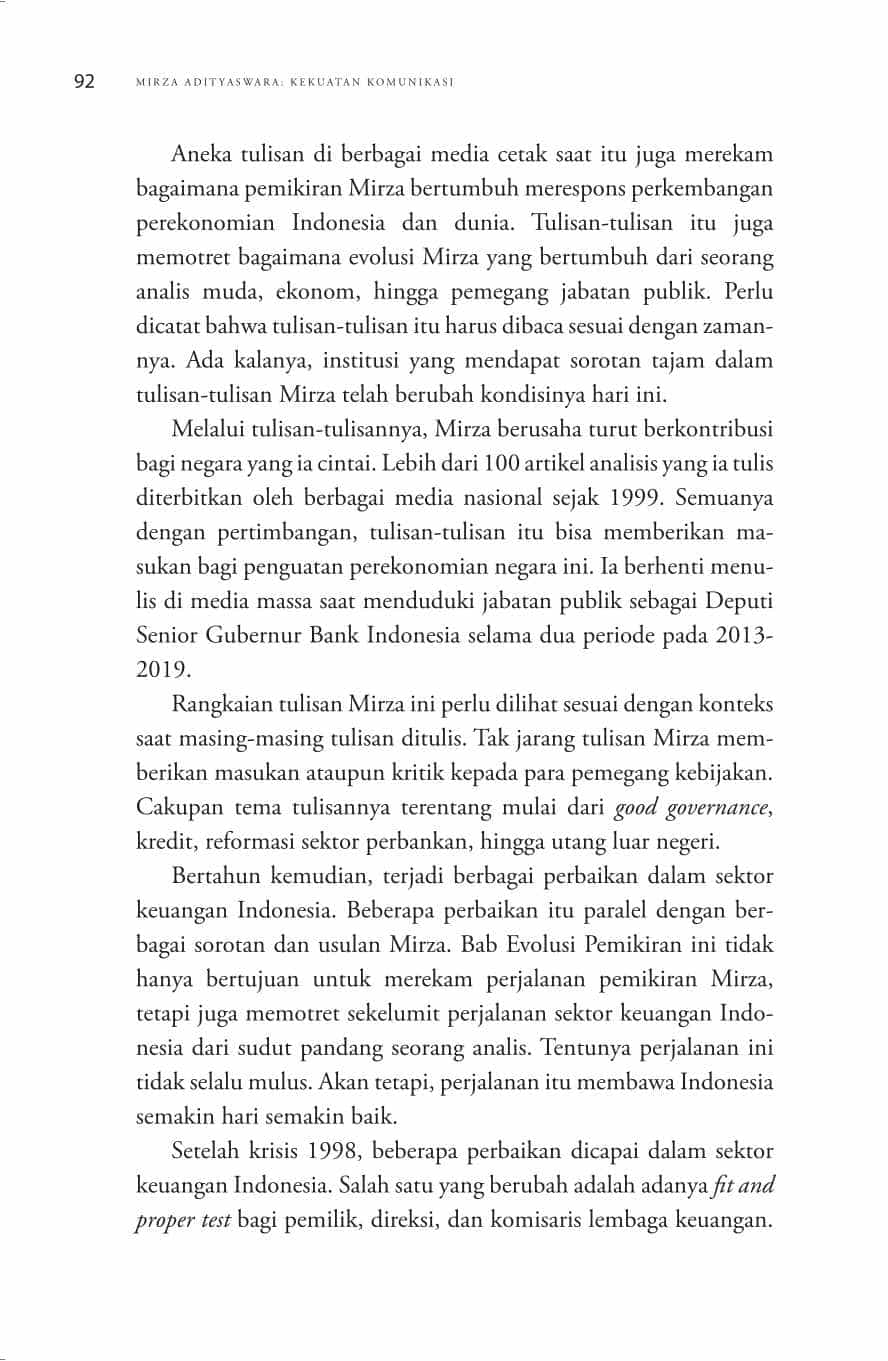 92 MIRZA ADITYASWARA: KEKUATAN KOMUNIKASI
Aneka tulisan di berbagai media cetak saat itu juga merekam
bagaimana pemikiran Mirza bertumbuh merespons perkembangan
perekonomian Indonesia dan dunia. Tulisan-tulisan itu juga
memotret bagaimana evolusi Mirza yang bertumbuh dari seorang
analis muda, ekonom, hingga pemegang jabatan publik. Perlu
dicatat bahwa tulisan-tulisan itu harus dibaca sesuai dengan zaman-
nya. Ada kalanya, institusi yang mendapat sorotan tajam dalam
tulisan-tulisan Mirza telah berubah kondisinya hari ini.
Melalui tulisan-tulisannya, Mirza berusaha turut berkontribusi
bagi negara yang ia cintai. Lebih dari 100 artikel analisis yang ia tulis
diterbitkan oleh berbagai media nasional sejak 1999. Semuanya
dengan pertimbangan, tulisan-tulisan itu bisa memberikan ma-
sukan bagi penguatan perekonomian negara ini. Ia berhenti menu-
lis di media massa saat menduduki jabatan publik sebagai Deputi
Senior Gubernur Bank Indonesia selama dua periode pada 2013-
2019.
Rangkaian tulisan Mirza ini perlu dilihat sesuai dengan konteks
saat masing-masing tulisan ditulis. Tak jarang tulisan Mirza mem-
berikan masukan ataupun kritik kepada para pemegang kebijakan.
Cakupan tema tulisannya terentang mulai dari good governance,
kredit, reformasi sektor perbankan, hingga utang luar negeri.
Bertahun kemudian, terjadi berbagai perbaikan dalam sektor
keuangan Indonesia. Beberapa perbaikan itu paralel dengan ber-
bagai sorotan dan usulan Mirza. Bab Evolusi Pemikiran ini tidak
hanya bertujuan untuk merekam perjalanan pemikiran Mirza,
tetapi juga memotret sekelumit perjalanan sektor keuangan Indo-
nesia dari sudut pandang seorang analis. Tentunya perjalanan ini
tidak selalu mulus. Akan tetapi, perjalanan itu membawa Indonesia
semakin hari semakin baik.
Setelah krisis 1998, beberapa perbaikan dicapai dalam sektor
keuangan Indonesia. Salah satu yang berubah adalah adanya fit and
proper test bagi pemilik, direksi, dan komisaris lembaga keuangan.